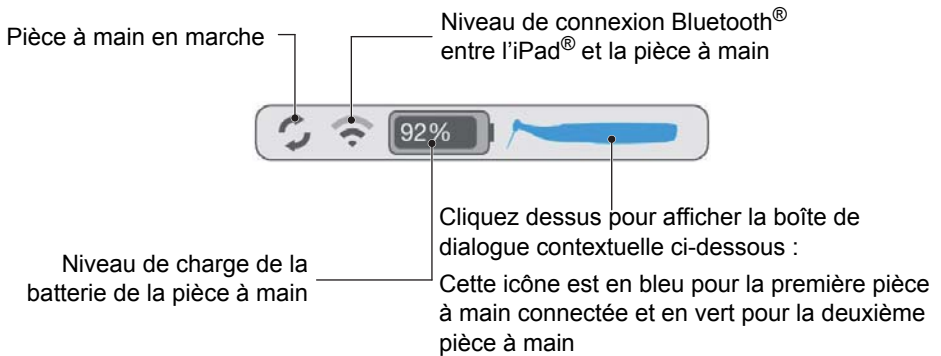 Pièce à main en marche
Niveau de connexion Bluetooth®
entre l'iPad® et la pièce à main
92%
Cliquez dessus pour afficher la boîte de
dialogue contextuelle ci-dessous :
Niveau de charge de la
batterie de la pièce à main
Cette icône est en bleu pour la première pièce
à main connectée et en vert pour la deuxième
pièce à main